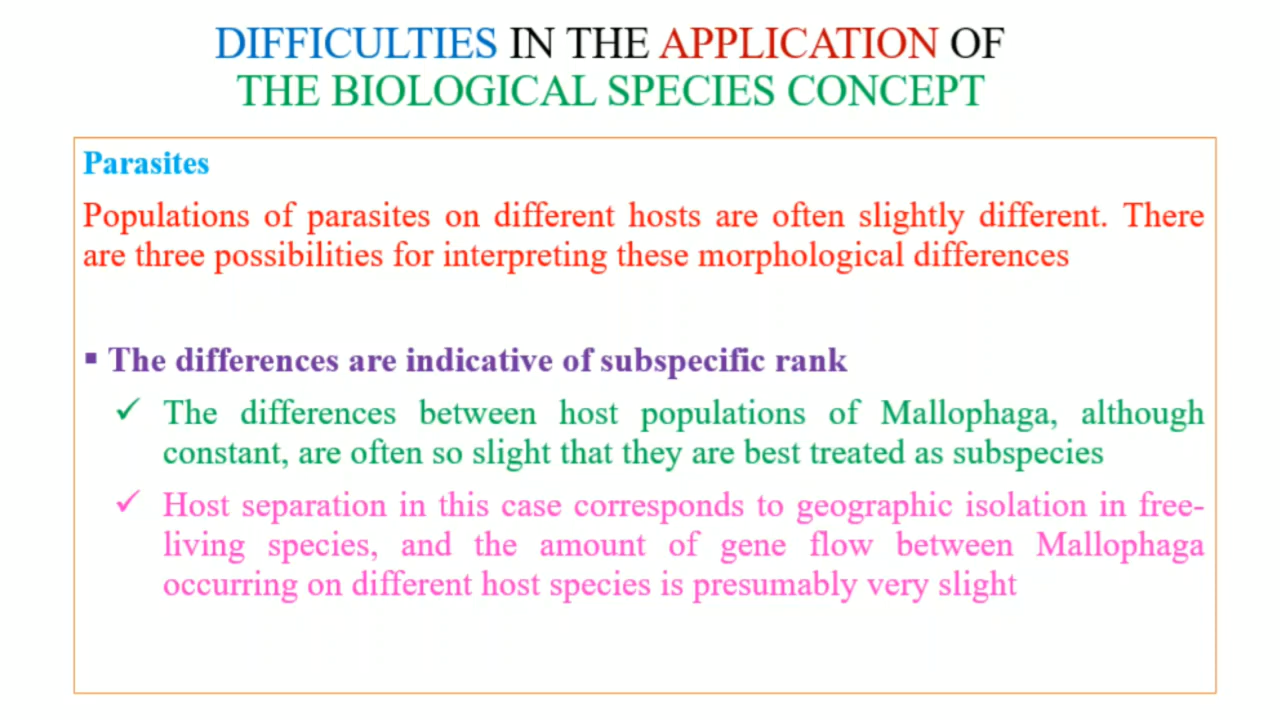 DIFFICULTIES IN THE APPLICATION OF
THE BIOLOGICAL SPECIES CONCEPT
Parasites
Populations of parasites on different hosts are often slightly different. There
are three possibilities for interpreting these morphological differences
▪ The differences are indicative of subspecific rank
✓ The differences between host populations of Mallophaga, although
constant, are often so slight that they are best treated as subspecies
✓ Host separation in this case corresponds to geographic isolation in free-
living species, and the amount of gene flow between Mallophaga
occurring on different host species is presumably very slight